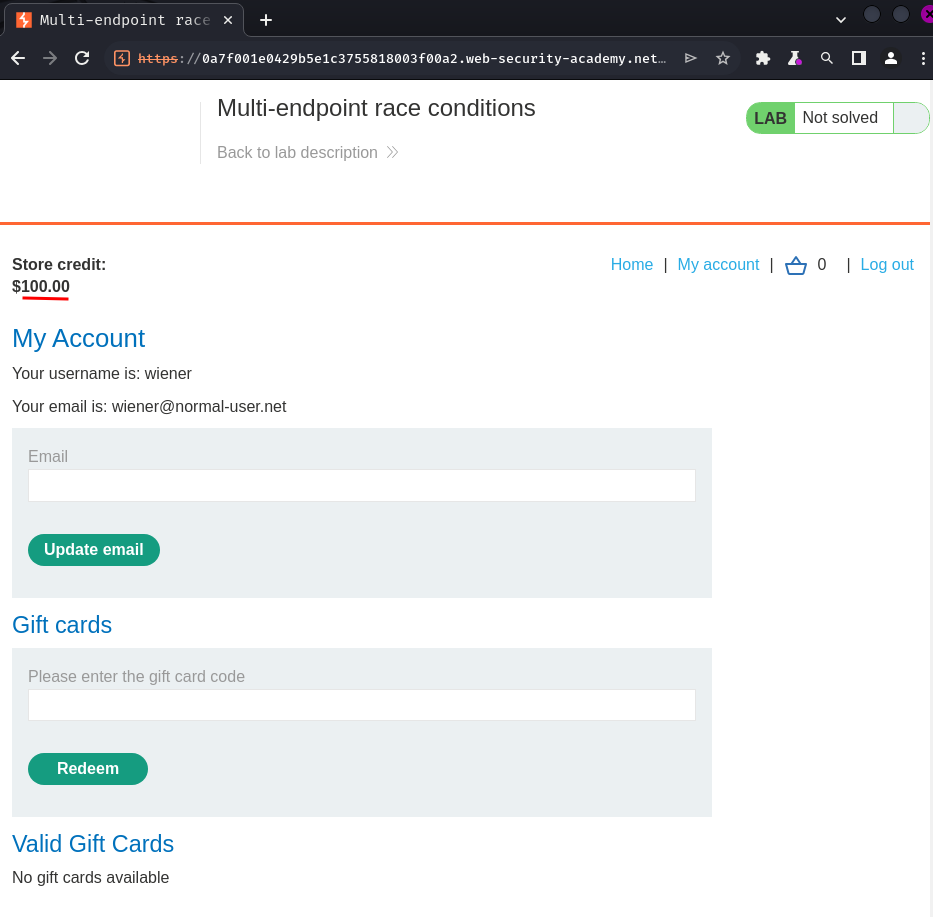 Multi-endpoint race
https://0a7f001e0429b5e1c3755818003f00a2.web-security-academy.net...
Multi-endpoint race conditions
LAB Not solved
Back to lab description
Store credit:
$100.00
Home | My account | 0 | Log out
My Account
Your username is: wiener
Your email is: wiener@normal-user.net
Email
Update email
Gift cards
Please enter the gift card code
Redeem
Valid Gift Cards
No gift cards available